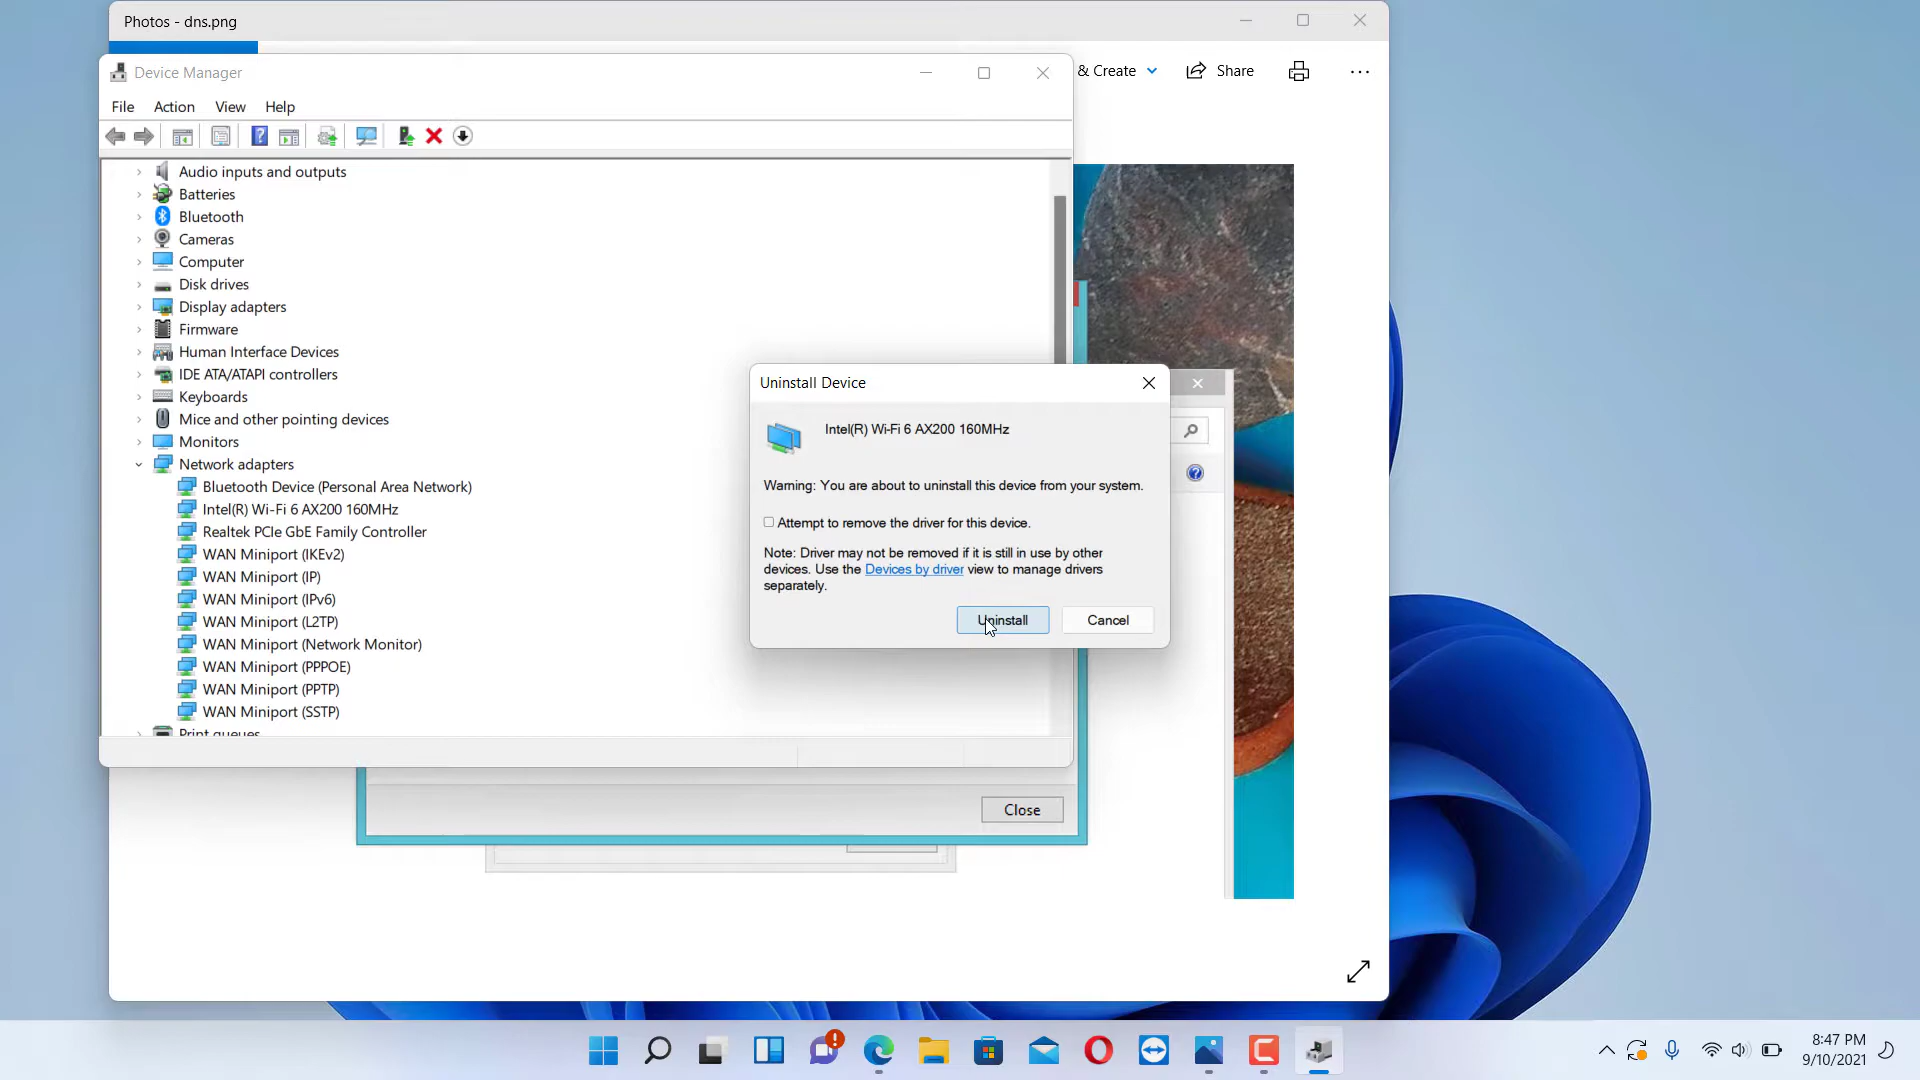 Photos - dns.png
& Create
Share
Device Manager
File Action View Help
Audio inputs and outputs
Batteries
Bluetooth
Cameras
Computer
Disk drives
Display adapters
Firmware
Human Interface Devices
IDE ATA/ATAPI controllers
Keyboards
Mice and other pointing devices
Monitors
Network adapters
Bluetooth Device (Personal Area Network)
Intel(R) Wi-Fi 6 AX200 160MHz
Realtek PCIe GbE Family Controller
WAN Miniport (IKEv2)
WAN Miniport (IP)
WAN Miniport (IPv6)
WAN Miniport (L2TP)
WAN Miniport (Network Monitor)
WAN Miniport (PPPOE)
WAN Miniport (PPTP)
WAN Miniport (SSTP)
Print queues
Uninstall Device
Intel(R) Wi-Fi 6 AX200 160MHz
Warning: You are about to uninstall this device from your system.
Attempt to remove the driver for this device.
Note: Driver may not be removed if it is still in use by other
devices. Use the Devices by driver view to manage drivers
separately.
Uninstall Cancel
Close
8:47 PM
9/10/2021